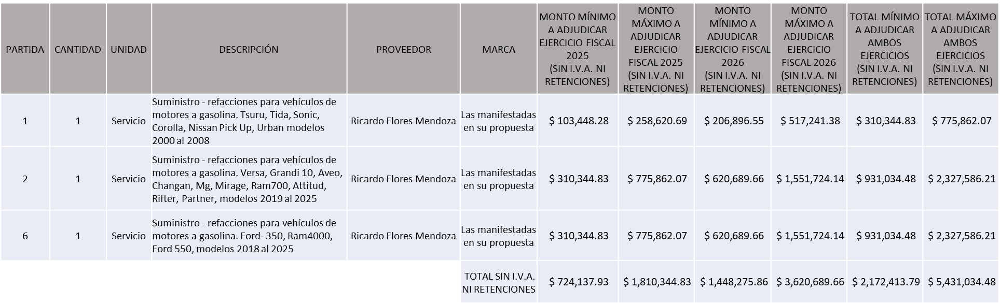 PARTIDA
CANTIDAD
UNIDAD
DESCRIPCIÓN
PROVEEDOR
MARCA
MONTO MÍNIMO
A ADJUDICAR
EJERCICIO FISCAL
2025
(SIN I.V.A. NI
RETENCIONES)
MONTO
MÁXIMO A
ADJUDICAR
EJERCICIO
FISCAL 2025
(SIN I.V.A. NI
RETENCIONES)
MONTO
MÍNIMO A
ADJUDICAR
EJERCICIO FISCAL
2026
(SIN I.V.A. NI
RETENCIONES)
MONTO
MÁXIMO A
ADJUDICAR
EJERCICIO
FISCAL 2026
(SIN I.V.A. NI
RETENCIONES)
TOTAL MÍNIMO
A ADJUDICAR
AMBOS
EJERCICIOS
(SIN I.V.A. NI
RETENCIONES)
TOTAL MÁXIMO
A ADJUDICAR
AMBOS
EJERCICIOS
(SIN I.V.A. NI
RETENCIONES)
1
1
Servicio
Suministro - refacciones para vehículos de
motores a gasolina. Tsuru, Tida, Sonic,
Corolla, Nissan Pick Up, Urban modelos
2000 al 2008
Ricardo Flores Mendoza
Las manifestadas
en su propuesta
$ 103,448.28
$ 258,620.69
$ 206,896.55
$ 517,241.38
$ 310,344.83
$ 775,862.07
2
1
Servicio
Suministro - refacciones para vehículos de
motores a gasolina. Versa, Grandi 10, Aveo,
Changan, Mg, Mirage, Ram700, Attitud,
Rifter, Partner, modelos 2019 al 2025
Ricardo Flores Mendoza
Las manifestadas
en su propuesta
$ 310,344.83
$ 775,862.07
$ 620,689.66
$ 1,551,724.14
$ 931,034.48
$ 2,327,586.21
6
1
Servicio
Suministro - refacciones para vehículos de
motores a gasolina. Ford- 350, Ram4000,
Ford 550, modelos 2018 al 2025
Ricardo Flores Mendoza
Las manifestadas
en su propuesta
$ 310,344.83
$ 775,862.07
$ 620,689.66
$ 1,551,724.14
$ 931,034.48
$ 2,327,586.21
TOTAL SIN I.V.A.
NI RETENCIONES
$ 724,137.93
$ 1,810,344.83
$ 1,448,275.86
$ 3,620,689.66
$ 2,172,413.79
$ 5,431,034.48